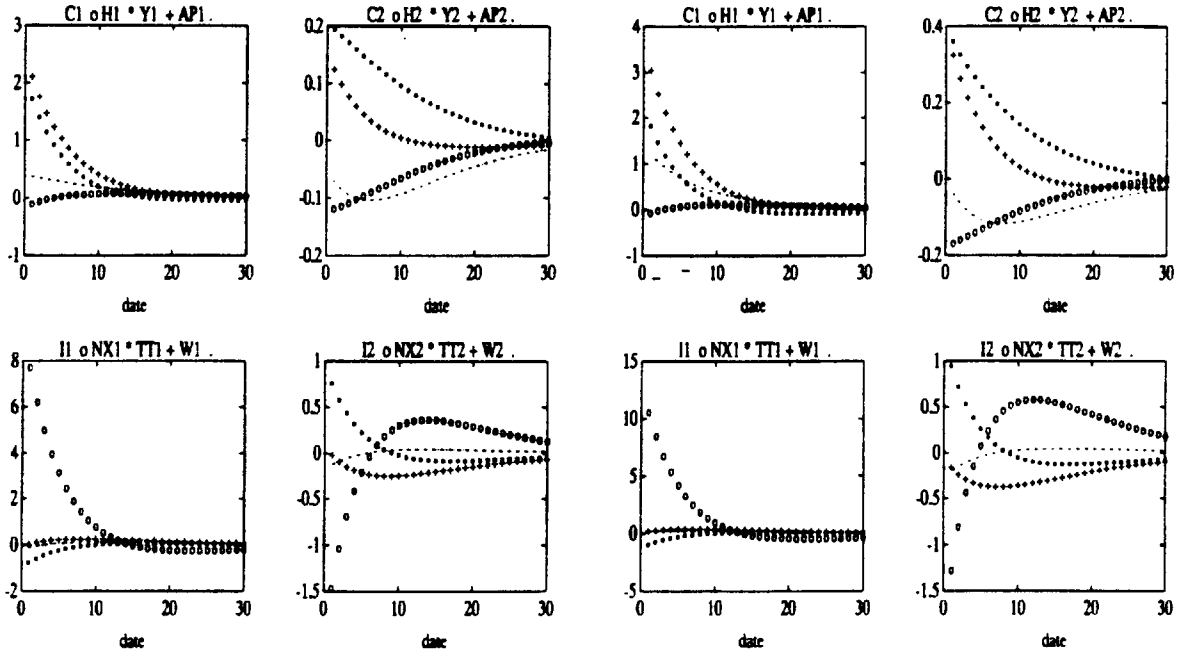 C1 o H1 * Y1 + AP1 .
3
2
1
0
-1
0 10 20 30
date
C2 o H2 * Y2 + AP2 .
0.2
0.1
0
-0.1
-0.2
0 10 20 30
date
C1 o H1 * Y1 + AP1 .
4
3
2
1
0
-1
0 10 20 30
date
C2 o H2 * Y2 + AP2 .
0.4
0.2
0
-0.2
0 10 20 30
date
I1 o NX1 * TT1 + W1 .
8
6
4
2
0
-2
0 10 20 30
date
I2 o NX2 * TT2 + W2 .
1
0.5
0
-0.5
-1
-1.5
0 10 20 30
date
I1 o NX1 * TT1 + W1 .
15
10
5
0
-5
0 10 20 30
date
I2 o NX2 * TT2 + W2 .
1
0.5
0
-0.5
-1
-1.5
0 10 20 30
date